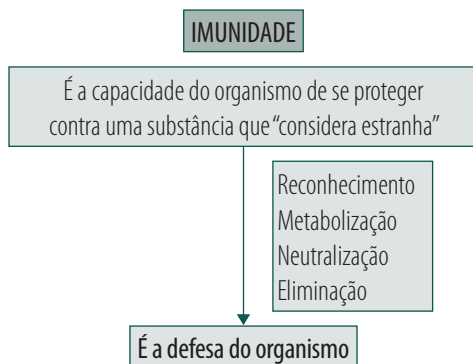 IMUNIDADE
É a capacidade do organismo de se proteger
contra uma substância que “considera estranha”
Reconhecimento
Metabolização
Neutralização
Eliminação
É a defesa do organismo